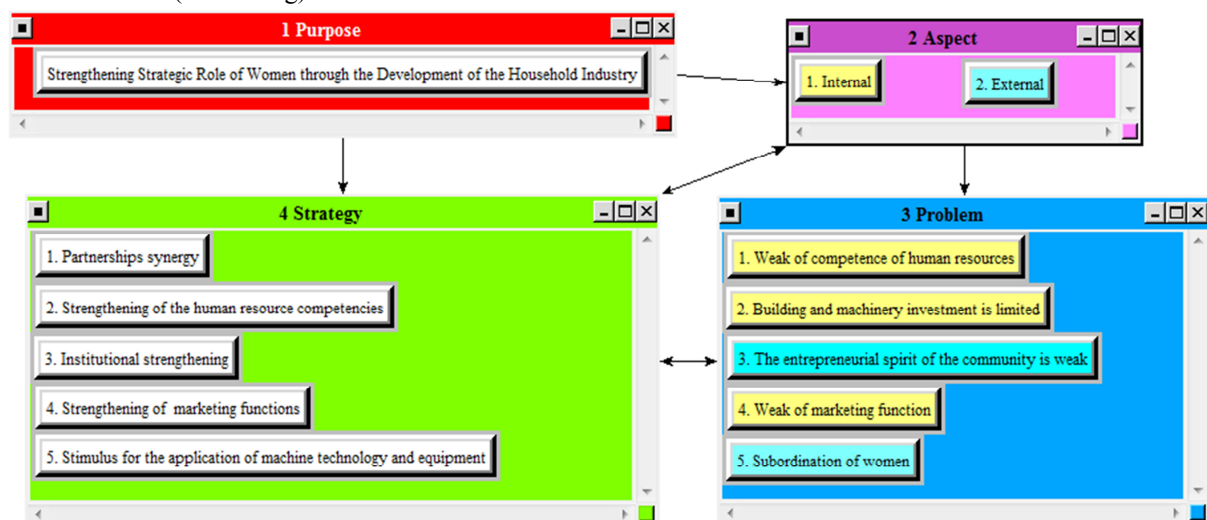 1 Purpose
Strengthening Strategic Role of Women through the Development of the Household Industry
2 Aspect
1. Internal
2. External
4 Strategy
1. Partnerships synergy
2. Strengthening of the human resource competencies
3. Institutional strengthening
4. Strengthening of marketing functions
5. Stimulus for the application of machine technology and equipment
3 Problem
1. Weak of competence of human resources
2. Building and machinery investment is limited
3. The entrepreneurial spirit of the community is weak
4. Weak of marketing function
5. Subordination of women